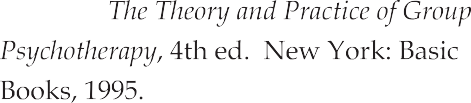 The Theory and Practice of Group
Psychotherapy, 4th ed.  New York: Basic
Books, 1995.